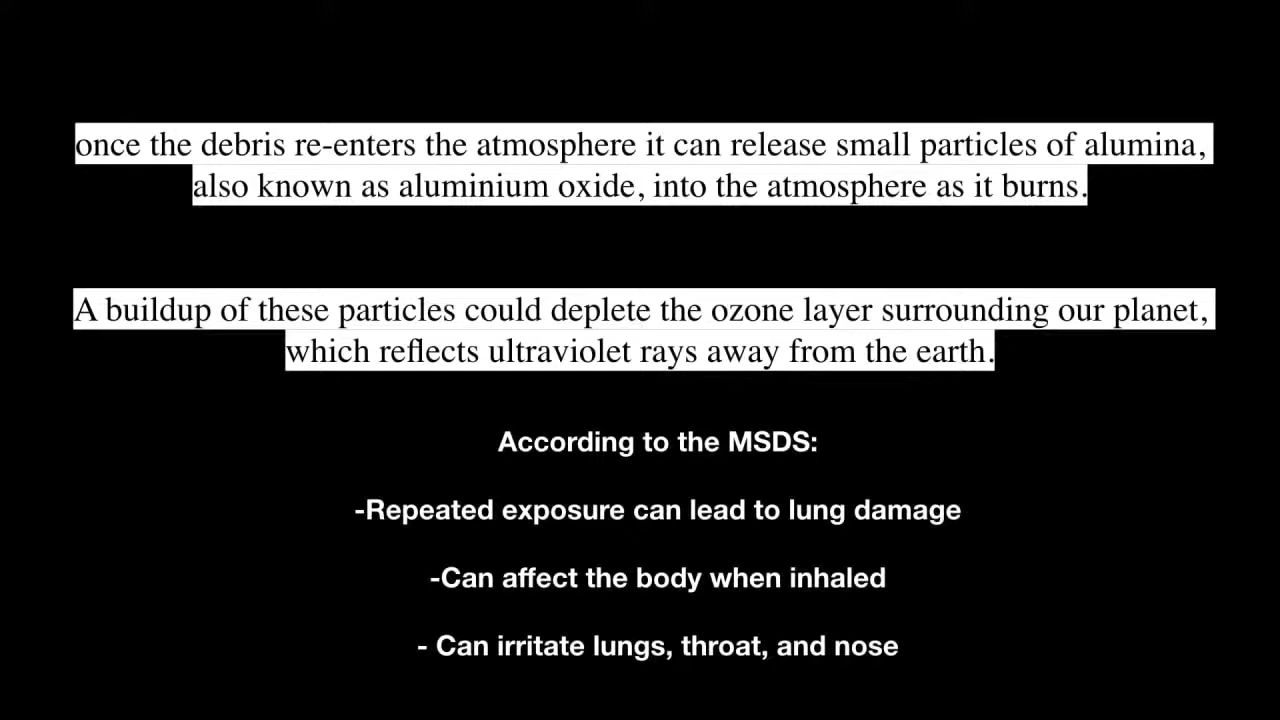 once the debris re-enters the atmosphere it can release small particles of alumina,
also known as aluminium oxide, into the atmosphere as it burns.
A buildup of these particles could deplete the ozone layer surrounding our planet,
which reflects ultraviolet rays away from the earth.
According to the MSDS:
-Repeated exposure can lead to lung damage
-Can affect the body when inhaled
- Can irritate lungs, throat, and nose